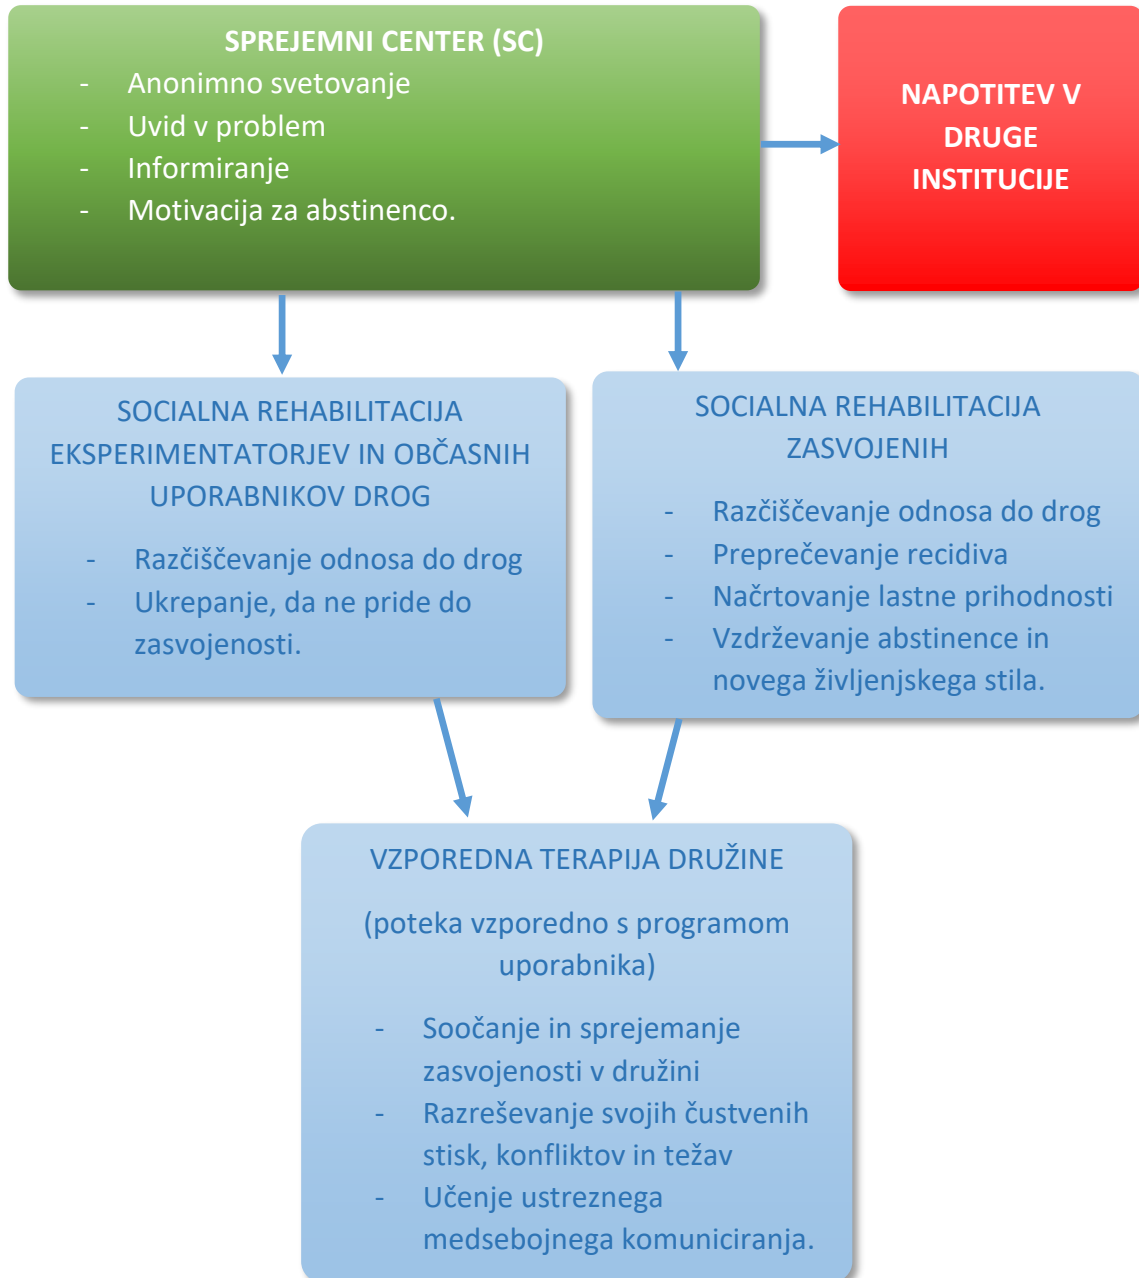 SPREJEMNI CENTER (SC)
- Anonimno svetovanje
- Uvid v problem
- Informiranje
- Motivacija za abstinenco.
NAPOTITEV V
DRUGE
INSTITUCIJE
SOCIALNA REHABILITACIJA
EKSPERIMENTATORJEV IN OBČASNIH
UPORABNIKOV DROG
- Razčiščevanje odnosa do drog
- Ukrepanje, da ne pride do
zasvojenosti.
SOCIALNA REHABILITACIJA
ZASVOJENIH
- Razčiščevanje odnosa do drog
- Preprečevanje recidiva
- Načrtovanje lastne prihodnosti
- Vzdrževanje abstinence in
novega življenjskega stila.
VZPOREDNA TERAPIJA DRUŽINE
(poteka vzporedno s programom
uporabnika)
- Soočanje in sprejemanje
zasvojenosti v družini
- Razreševanje svojih čustvenih
stisk, konfliktov in težav
- Učenje ustreznega
medsebojnega komuniciranja.